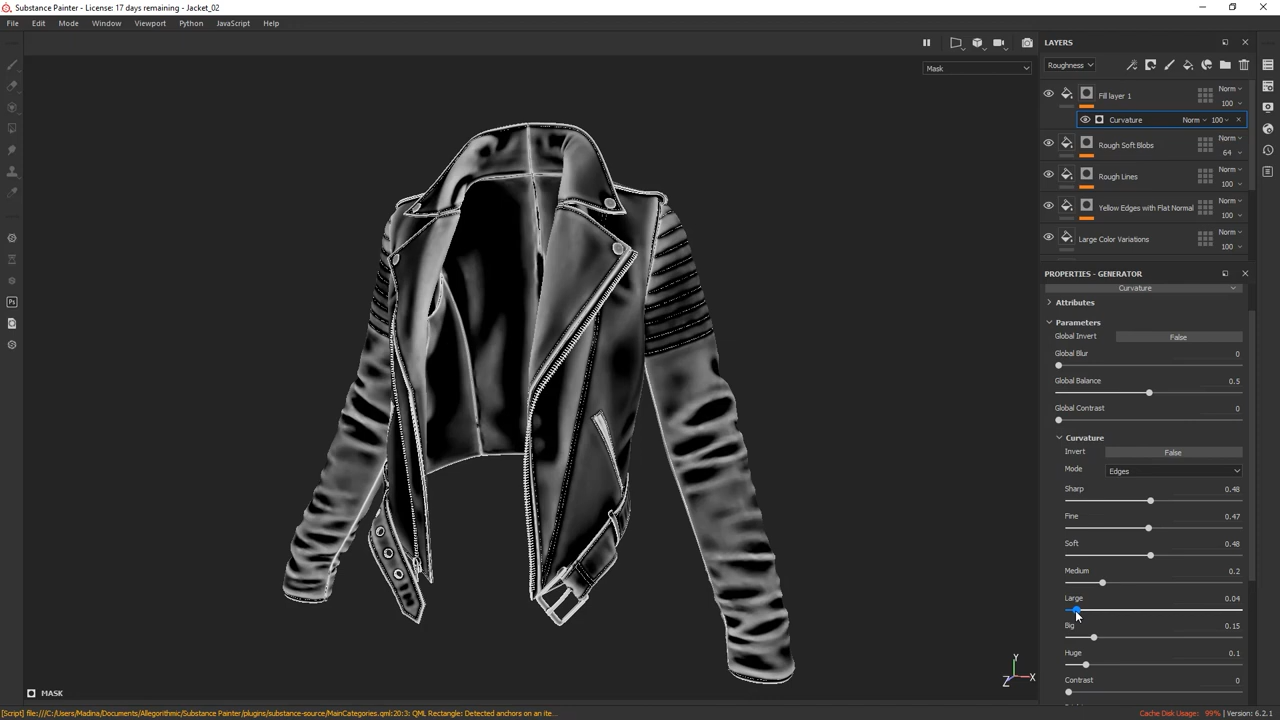 Substance Painter - License: 17 days remaining - Jacket_02
File Edit Mode Window Viewport Python JavaScript Help
Mask
LAYERS
Roughness
Fill layer 1 Norm
100
Curvature Norm 100
Rough Soft Blobs Norm
64
Rough Lines Norm
100
Yellow Edges with Flat Normal Norm
100
Large Color Variations Norm
100
PROPERTIES - GENERATOR
Curvature
Attributes
Parameters
Global Invert False
Global Blur 0
Global Balance 0.5
Global Contrast 0
Curvature
Invert False
Mode Edges
Sharp 0.48
Fine 0.47
Soft 0.48
Medium 0.2
Large 0.04
Big 0.15
Huge 0.1
Contrast 0
Ps
Y
Z X
MASK
[Script] file:///C:/Users/Madina/Documents/Allegorithmic/Substance Painter/plugins/substance-source/MainCategories.qml:20:3: QML Rectangle: Detected anchors on an ite...
Cache Disk Usage: 99% | Version: 6.2.1